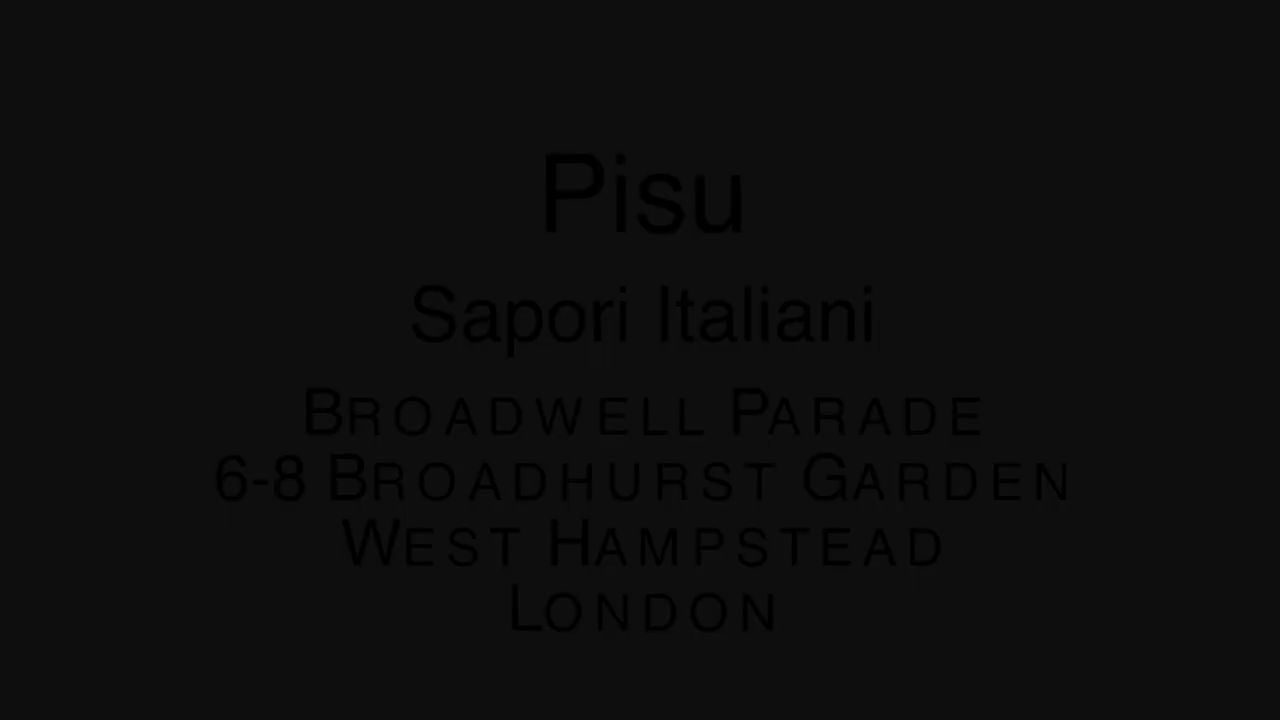 Pisu
Sapori Italiani
BROADWELL PARADE
6-8 BROADHURST GARDEN
WEST HAMPSTEAD
LONDON